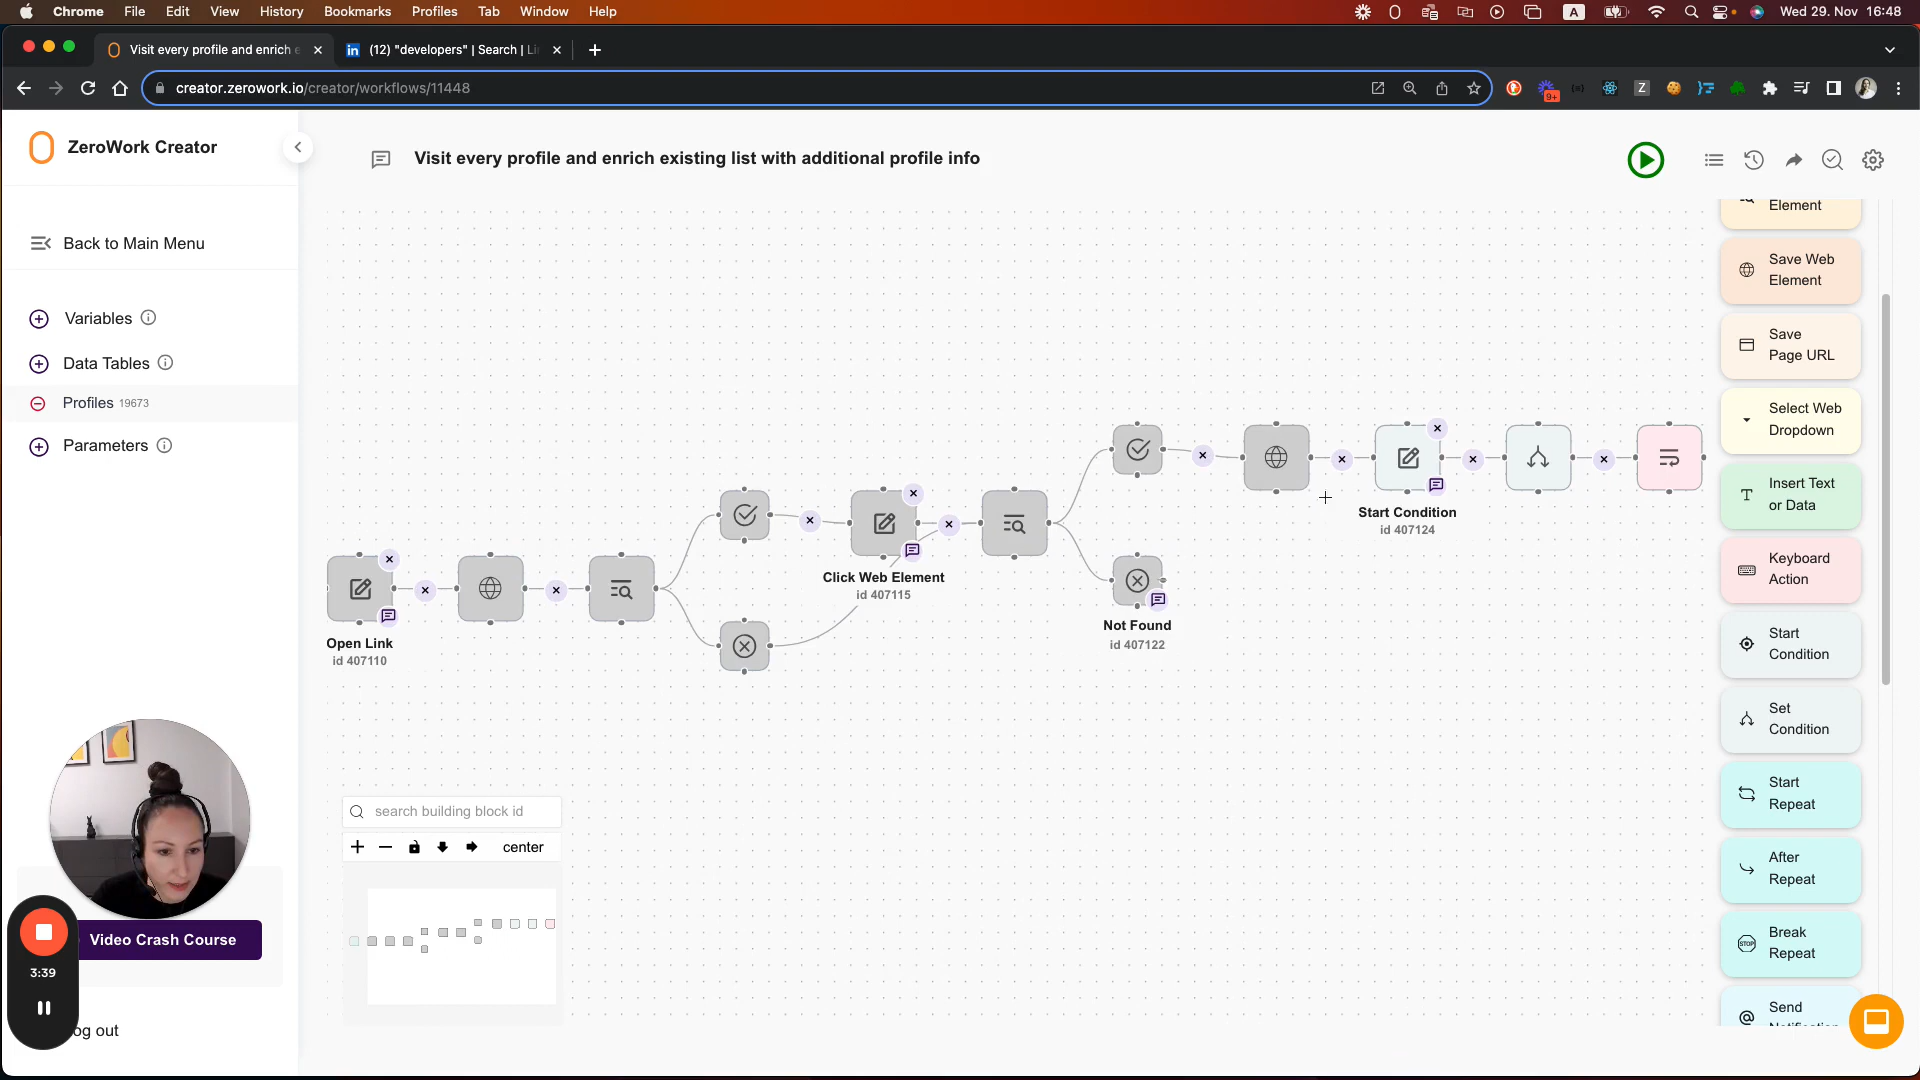 Chrome File Edit View History Bookmarks Profiles Tab Window Help
A
Wed 29. Nov 16:48
Visit every profile and enrich e
(12) "developers" | Search | Li
creator.zerowork.io/creator/workflows/11448
9+
Z
ZeroWork Creator
Visit every profile and enrich existing list with additional profile info
Back to Main Menu
Variables
Data Tables
Profiles 19673
Parameters
Element
Save Web
Element
Save
Page URL
Select Web
Dropdown
Insert Text
or Data
Keyboard
Action
Start
Condition
Set
Condition
Start
Repeat
After
Repeat
STOP
Break
Repeat
Send
Start Condition
id 407124
Click Web Element
id 407115
Not Found
id 407122
Open Link
id 407110
search building block id
center
Video Crash Course
3:39
og out